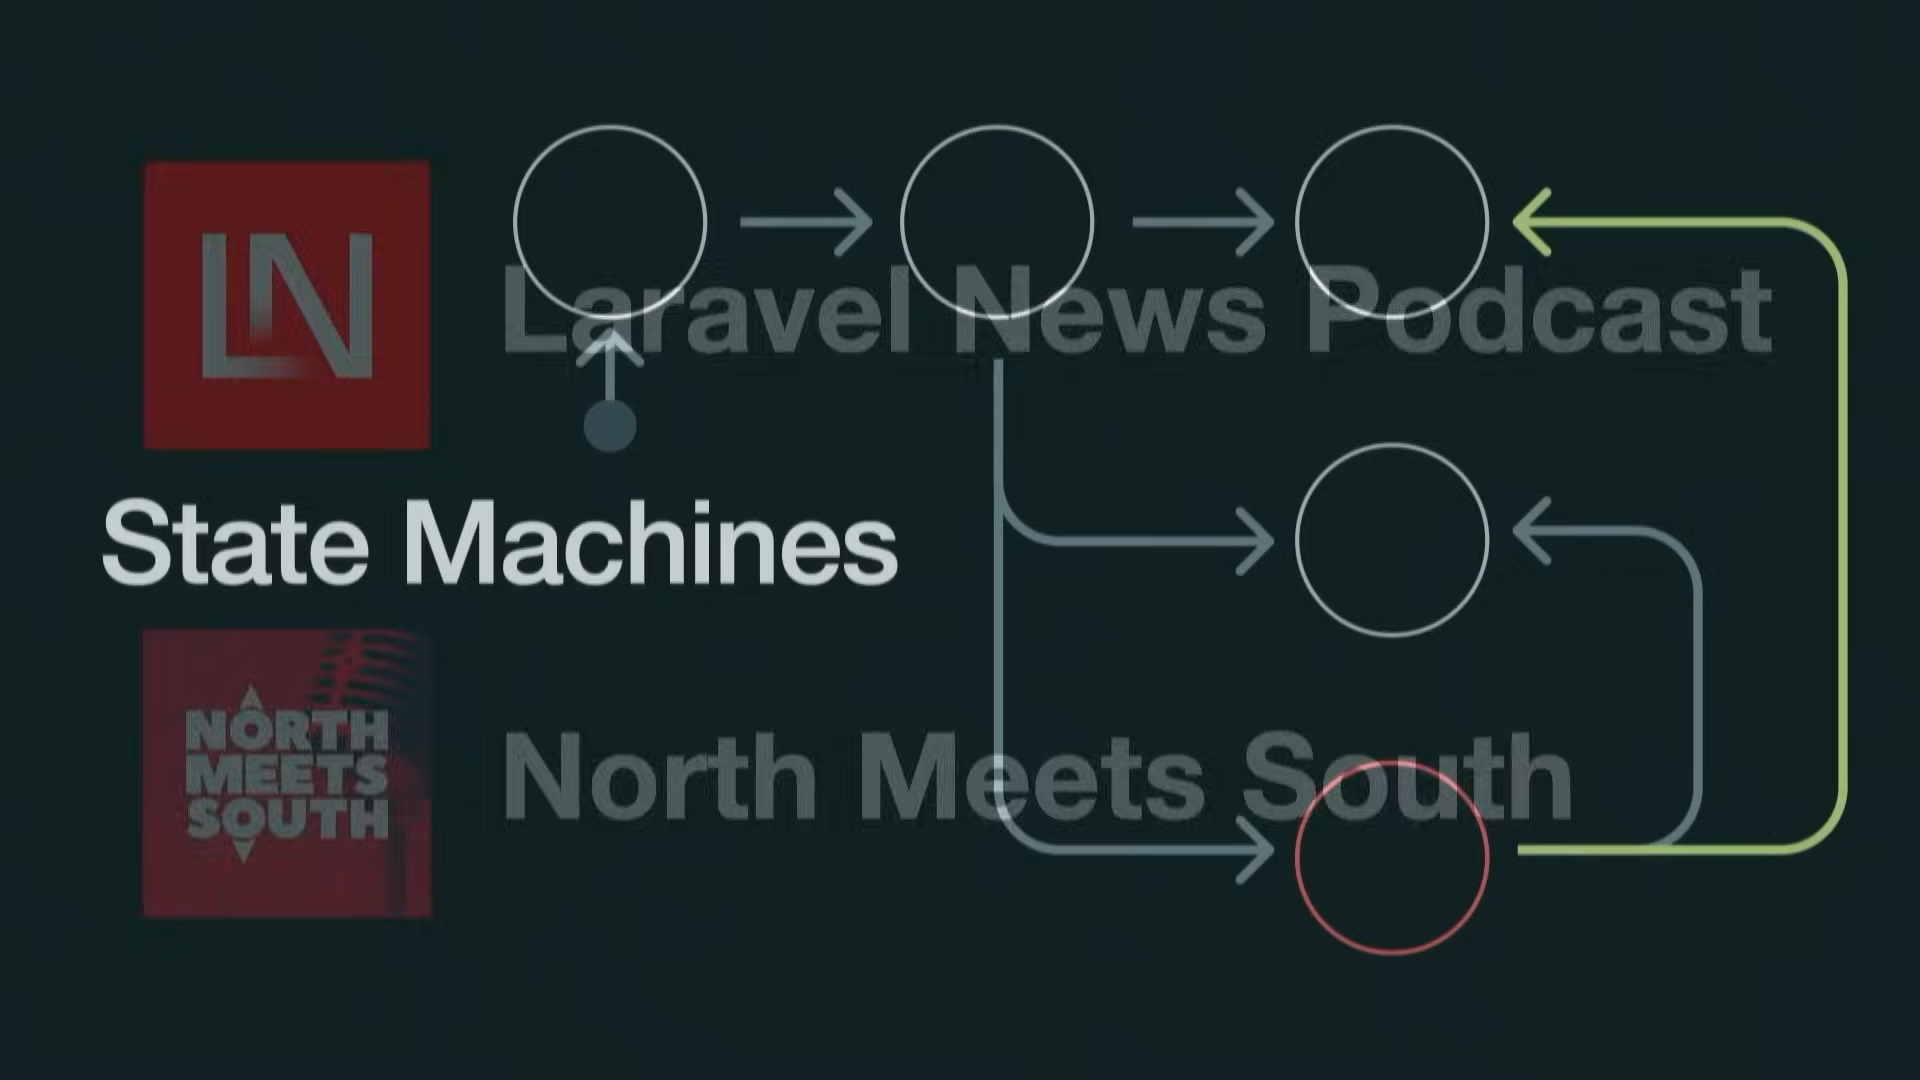 LN
Laravel News Podcast
State Machines
NORTH
MEETS
SOUTH
North Meets South